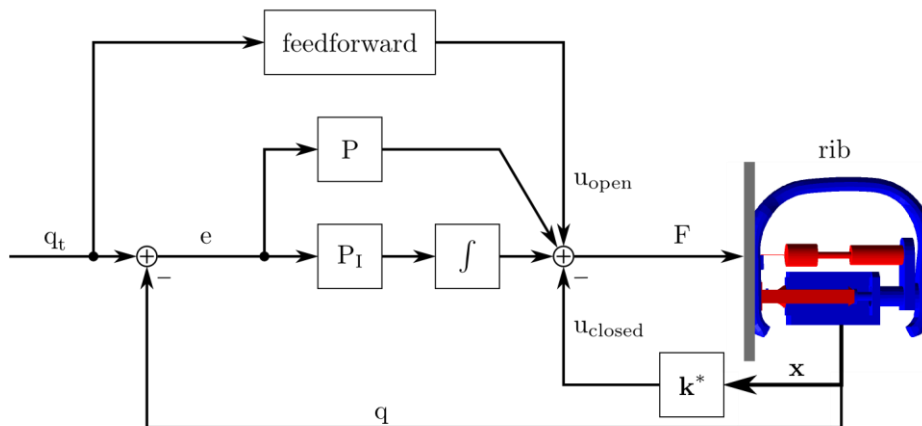 feedforward
P
rib
u_open
q_t
+
−
e
P_I
∫
+
−
F
u_closed
k*
x
q